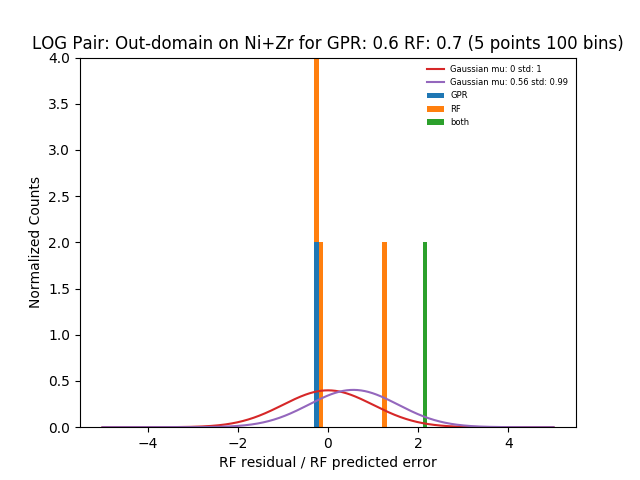 LOG Pair: Out-domain on Ni+Zr for GPR: 0.6 RF: 0.7 (5 points 100 bins)
Normalized Counts
4.0
3.5
3.0
2.5
2.0
1.5
1.0
0.5
0.0
Gaussian mu: 0 std: 1
Gaussian mu: 0.56 std: 0.99
GPR
RF
both
−4
−2
0
2
4
RF residual / RF predicted error